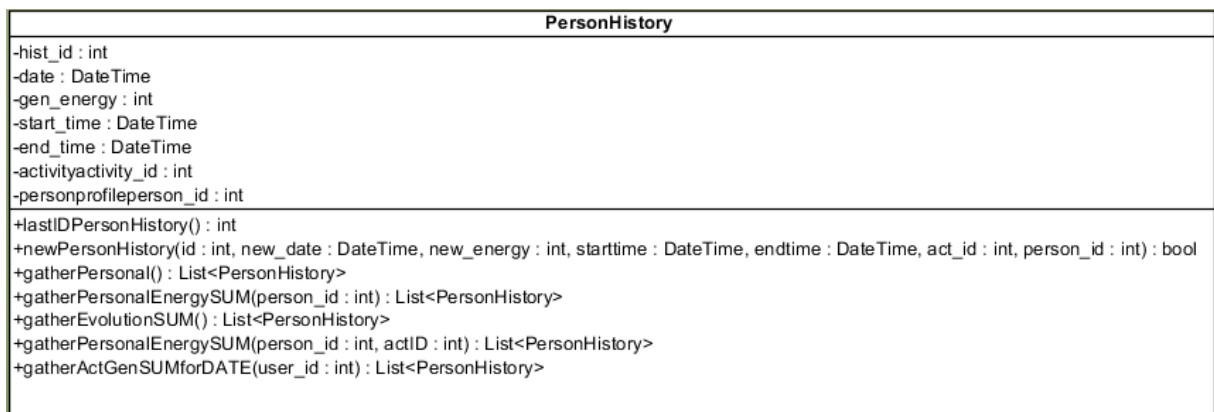 PersonHistory
-hist_id : int
-date : DateTime
-gen_energy : int
-start_time : DateTime
-end_time : DateTime
-activityactivity_id : int
-personprofileperson_id : int
+lastIDPersonHistory() : int
+newPersonHistory(id : int, new_date : DateTime, new_energy : int, starttime : DateTime, endtime : DateTime, act_id : int, person_id : int) : bool
+gatherPersonal() : List<PersonHistory>
+gatherPersonalEnergySUM(person_id : int) : List<PersonHistory>
+gatherEvolutionSUM() : List<PersonHistory>
+gatherPersonalEnergySUM(person_id : int, actID : int) : List<PersonHistory>
+gatherActGenSUMforDATE(user_id : int) : List<PersonHistory>